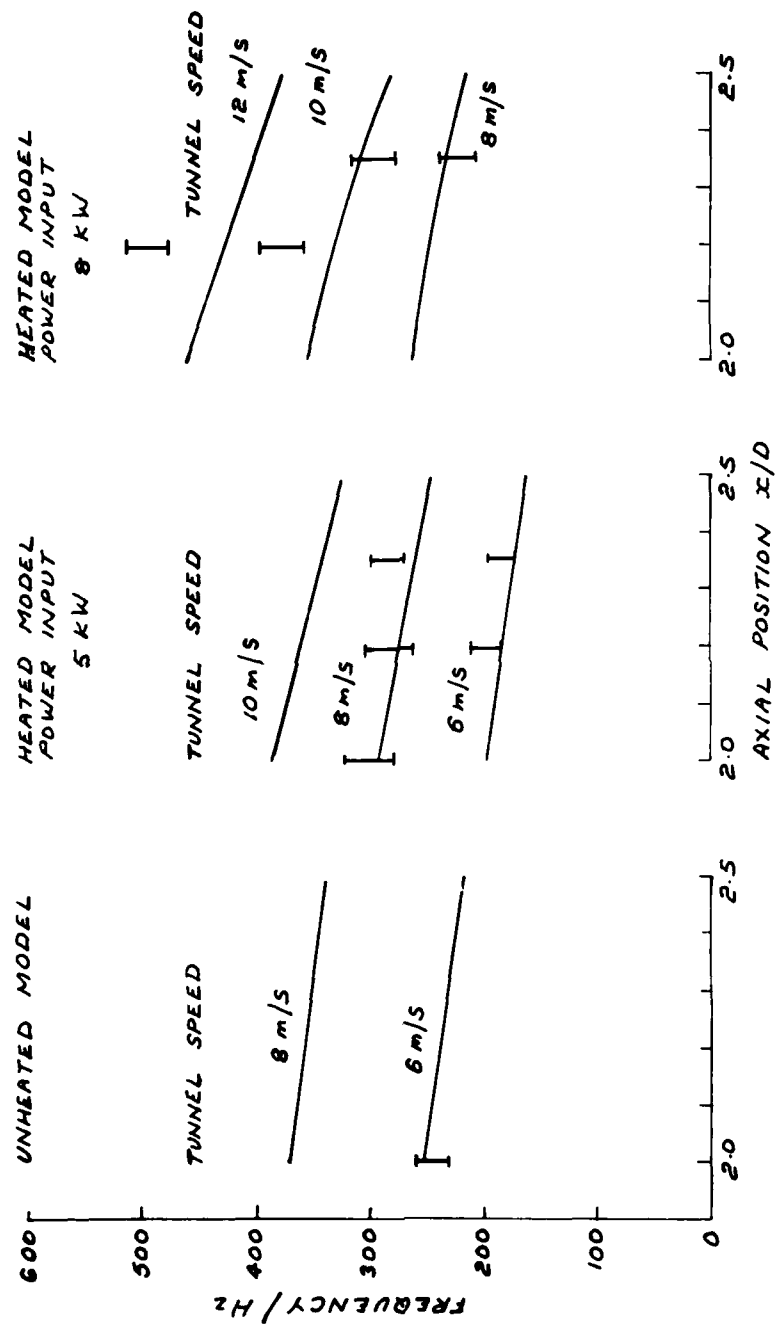 UNHEATED MODEL
HEATED MODEL
POWER INPUT
5 KW
HEATED MODEL
POWER INPUT
8 KW
FREQUENCY / Hz
600
500
400
300
200
100
0
TUNNEL SPEED
8 m/s
6 m/s
2.0
2.5
TUNNEL SPEED
10 m/s
8 m/s
6 m/s
2.0
2.5
TUNNEL SPEED
12 m/s
10 m/s
8 m/s
2.0
2.5
AXIAL POSITION x/D